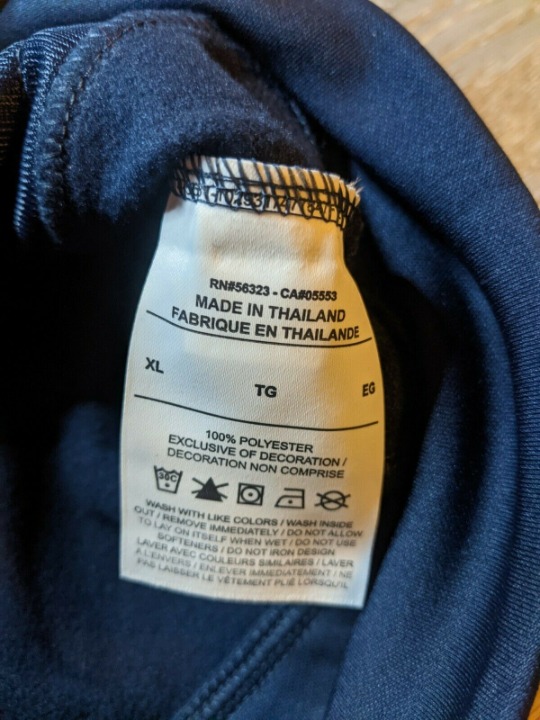 RN#56323 - CA#05553
MADE IN THAILAND
FABRIQUE EN THAILANDE
XL TG EG
100% POLYESTER
EXCLUSIVE OF DECORATION /
DECORATION NON COMPRISE
30C
WASH WITH LIKE COLORS / WASH INSIDE
OUT / REMOVE IMMEDIATELY / DO NOT ALLOW
TO LAY ON ITSELF WHEN WET / DO NOT USE
SOFTENERS / DO NOT IRON DESIGN
LAVER AVEC COULEURS SIMILAIRES / LAVER
À L'ENVERS / ENLEVER IMMEDIATEMENT / NE
PAS LAISSER LE VÊTEMENT PLIÉ LORSQU'IL